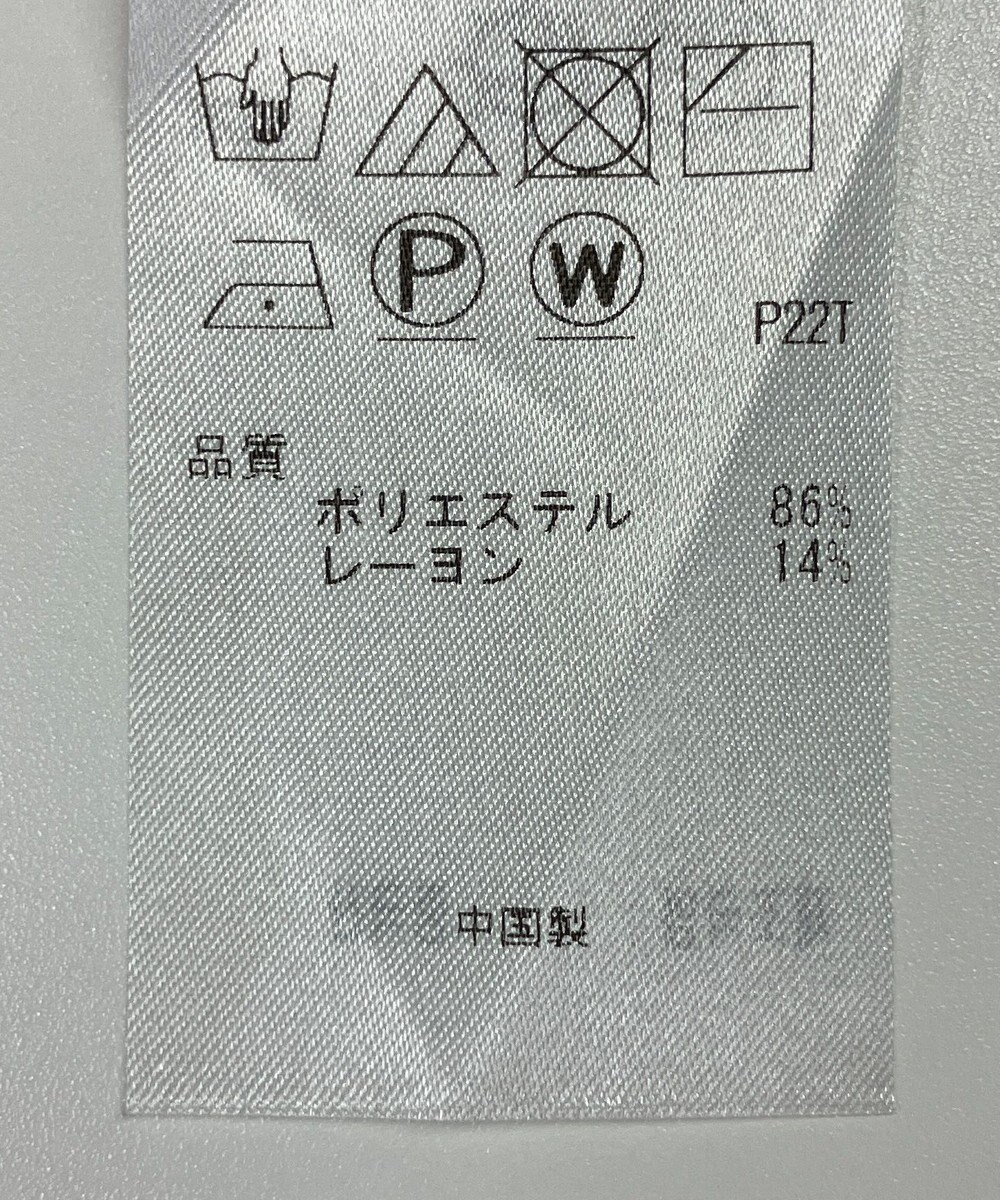 P W P22T
品質
ポリエステル 86%
レーヨン 14%
中国製